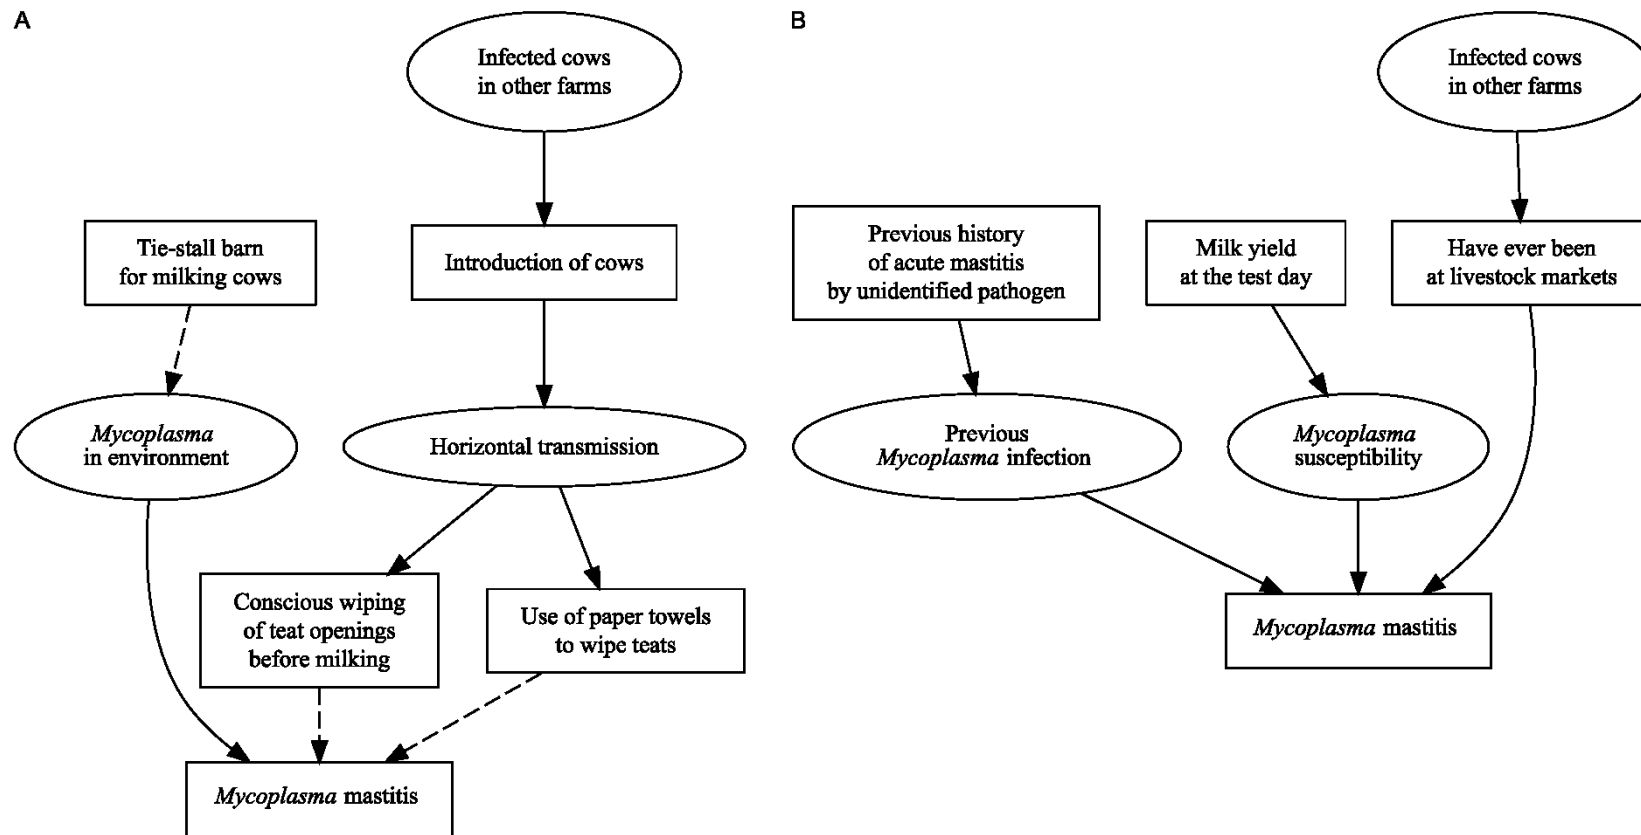 A
Infected cows
in other farms
Tie-stall barn
for milking cows
Introduction of cows
Mycoplasma
in environment
Horizontal transmission
Conscious wiping
of teat openings
before milking
Use of paper towels
to wipe teats
Mycoplasma mastitis
B
Infected cows
in other farms
Previous history
of acute mastitis
by unidentified pathogen
Milk yield
at the test day
Have ever been
at livestock markets
Previous
Mycoplasma infection
Mycoplasma
susceptibility
Mycoplasma mastitis